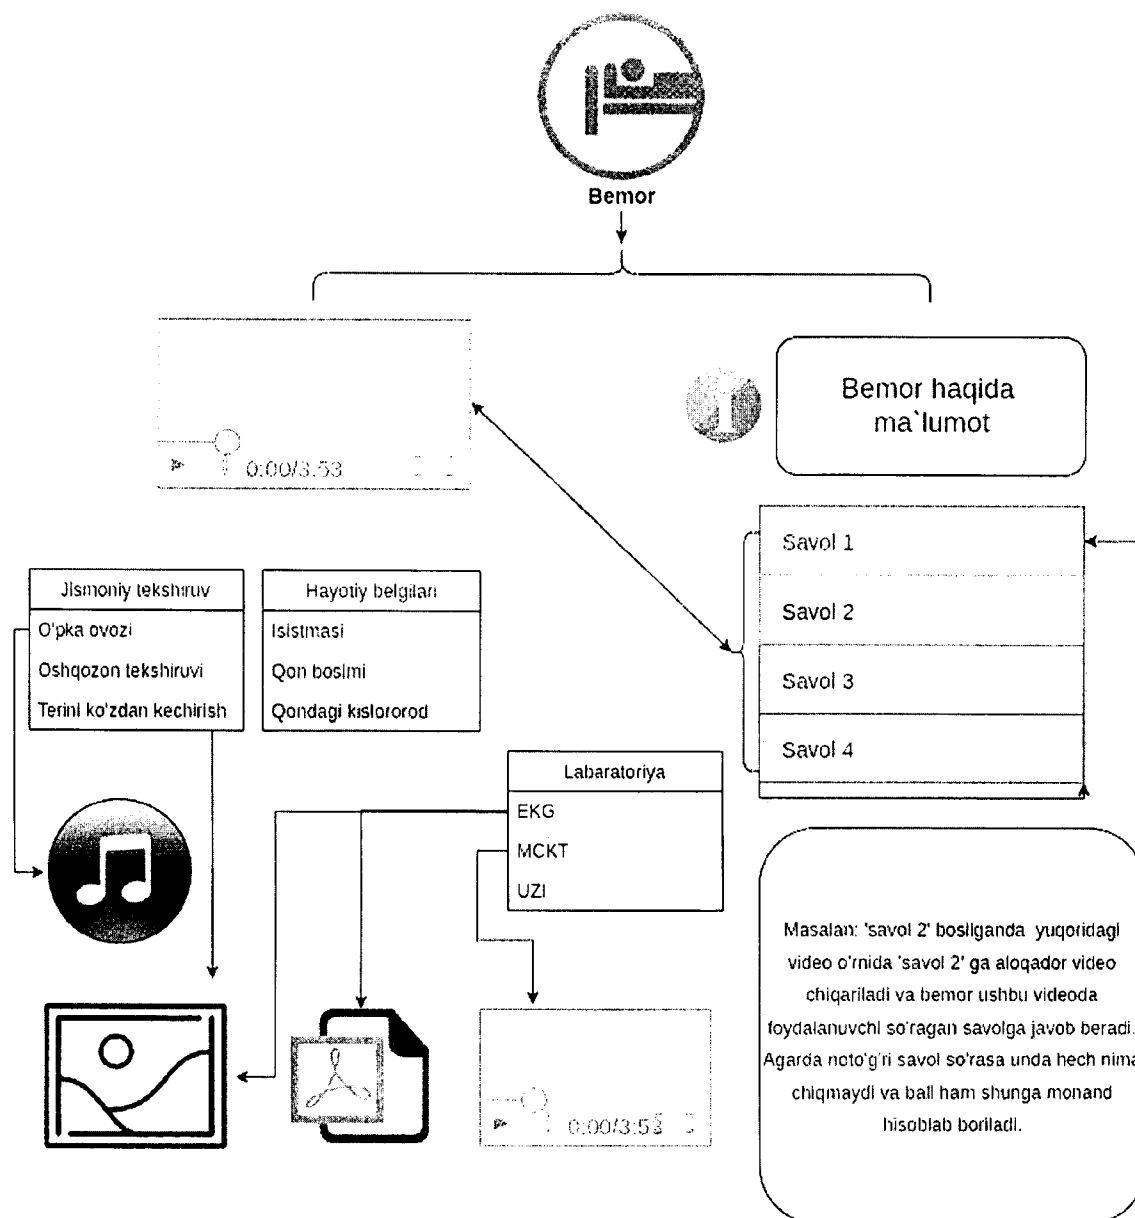 Bemor
0:00/3:53
Bemor haqida
ma`lumot
Savol 1
Savol 2
Savol 3
Savol 4
Jismoniy tekshiruv
O'pka ovozi
Oshqozon tekshiruvi
Terini ko'zdan kechirish
Hayotiy belgilari
Isistmasi
Qon bosimi
Qondagi kislororod
Labaratoriya
EKG
MCKT
UZI
0:00/3:53
Masalan: 'savol 2' bosilganda yuqoridagi
video o'rnida 'savol 2' ga aloqador video
chiqariladi va bemor ushbu videoda
foydalanuvchi so'ragan savolga javob beradi.
Agarda noto'g'ri savol so'rasa unda hech nima
chiqmaydi va ball ham shunga monand
hisoblab boriladi.